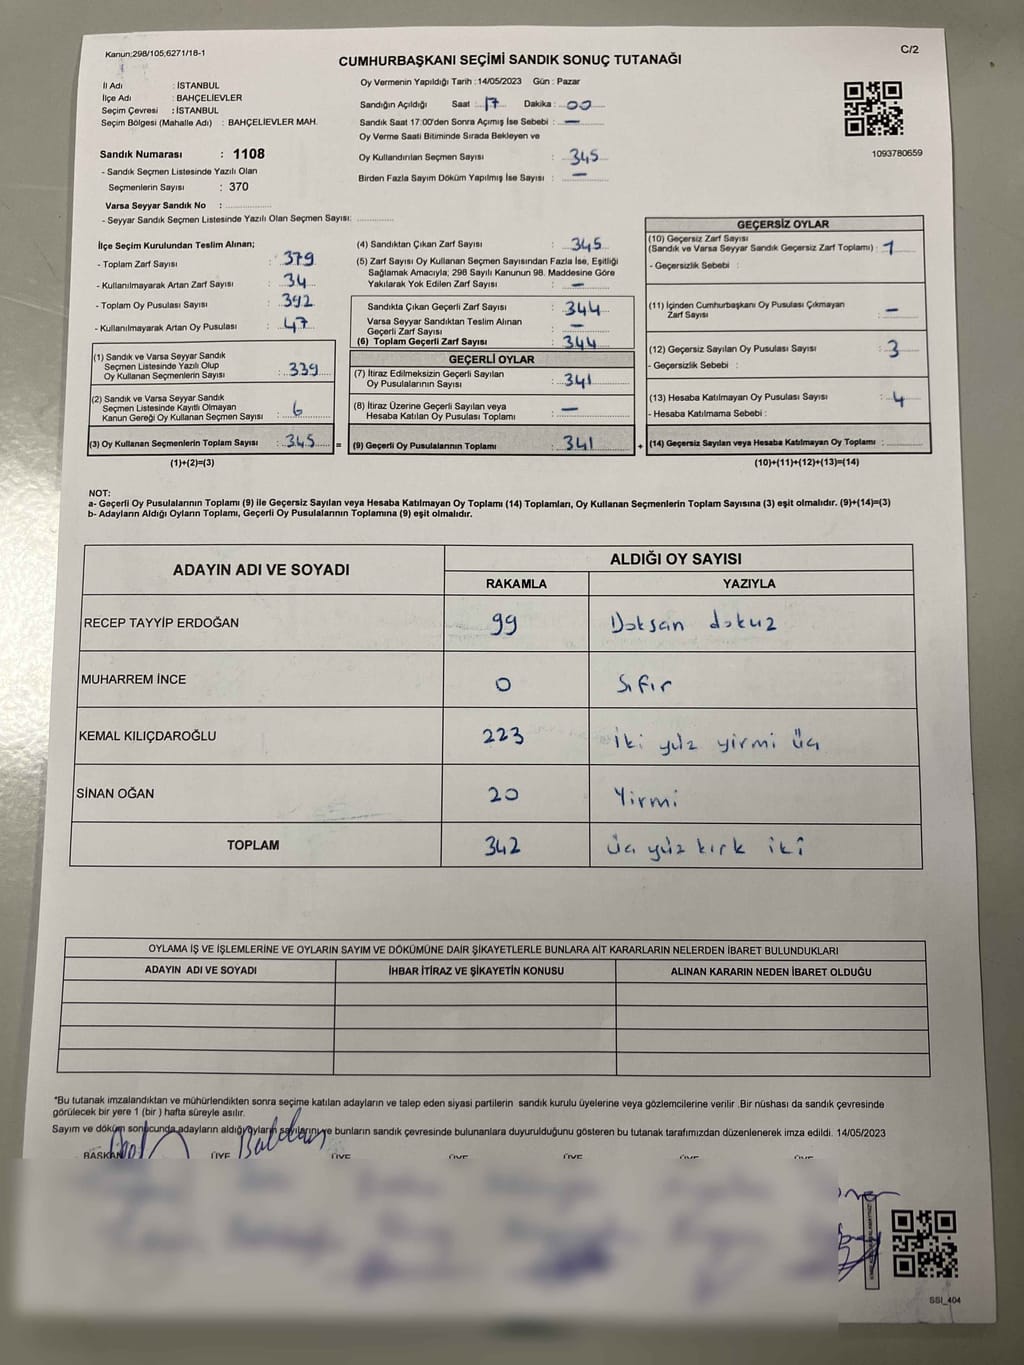 Kanun;298/105;6271/18-1
C/2
CUMHURBAŞKANI SEÇİMİ SANDIK SONUÇ TUTANAĞI
İl Adı : İSTANBUL
İlçe Adı : BAHÇELİEVLER
Seçim Çevresi : İSTANBUL
Seçim Bölgesi (Mahalle Adı) : BAHÇELİEVLER MAH.
Sandık Numarası : 1108
- Sandık Seçmen Listesinde Yazılı Olan
Seçmenlerin Sayısı : 370
Varsa Seyyar Sandık No : ..............
- Seyyar Sandık Seçmen Listesinde Yazılı Olan Seçmen Sayısı: ............
Oy Vermenin Yapıldığı Tarih : 14/05/2023 Gün : Pazar
Sandığın Açıldığı Saat : 17 Dakika : 00
Sandık Saat 17:00'den Sonra Açımış İse Sebebi : —
Oy Verme Saati Bitiminde Sırada Bekleyen ve
Oy Kullandırılan Seçmen Sayısı : 345
Birden Fazla Sayım Döküm Yapılmış İse Sayısı : —
1093780659
İlçe Seçim Kurulundan Teslim Alınan;
- Toplam Zarf Sayısı : 379
- Kullanılmayarak Artan Zarf Sayısı : 34
- Toplam Oy Pusulası Sayısı : 392
- Kullanılmayarak Artan Oy Pusulası : 47
(1) Sandık ve Varsa Seyyar Sandık
Seçmen Listesinde Yazılı Olup
Oy Kullanan Seçmenlerin Sayısı : 339
(2) Sandık ve Varsa Seyyar Sandık
Seçmen Listesinde Kayıtlı Olmayan
Kanun Gereği Oy Kullanan Seçmen Sayısı : 6
(3) Oy Kullanan Seçmenlerin Toplam Sayısı : 345 =
(1)+(2)=(3)
(4) Sandıktan Çıkan Zarf Sayısı : 345
(5) Zarf Sayısı Oy Kullanan Seçmen Sayısından Fazla İse, Eşitliği
Sağlamak Amacıyla; 298 Sayılı Kanunun 98. Maddesine Göre
Yakılarak Yok Edilen Zarf Sayısı : —
Sandıkta Çıkan Geçerli Zarf Sayısı : 344
Varsa Seyyar Sandıktan Teslim Alınan
Geçerli Zarf Sayısı : —
(6) Toplam Geçerli Zarf Sayısı : 344
GEÇERLİ OYLAR
(7) İtiraz Edilmeksizin Geçerli Sayılan
Oy Pusulalarının Sayısı : 341
(8) İtiraz Üzerine Geçerli Sayılan veya
Hesaba Katılan Oy Pusulası Toplamı : —
(9) Geçerli Oy Pusulalarının Toplamı : 341 +
GEÇERSİZ OYLAR
(10) Geçersiz Zarf Sayısı
(Sandık ve Varsa Seyyar Sandık Geçersiz Zarf Toplamı) : 1
- Geçersizlik Sebebi :
(11) İçinden Cumhurbaşkanı Oy Pusulası Çıkmayan
Zarf Sayısı : —
(12) Geçersiz Sayılan Oy Pusulası Sayısı : 3
- Geçersizlik Sebebi :
(13) Hesaba Katılmayan Oy Pusulası Sayısı : 4
- Hesaba Katılmama Sebebi :
(14) Geçersiz Sayılan veya Hesaba Katılmayan Oy Toplamı : ..........
(10)+(11)+(12)+(13)=(14)
NOT:
a- Geçerli Oy Pusulalarının Toplamı (9) ile Geçersiz Sayılan veya Hesaba Katılmayan Oy Toplamı (14) Toplamları, Oy Kullanan Seçmenlerin Toplam Sayısına (3) eşit olmalıdır. (9)+(14)=(3)
b- Adayların Aldığı Oyların Toplamı, Geçerli Oy Pusulalarının Toplamına (9) eşit olmalıdır.
ADAYIN ADI VE SOYADI ALDIĞI OY SAYISI
RAKAMLA YAZIYLA
RECEP TAYYİP ERDOĞAN 99 Doksan dokuz
MUHARREM İNCE 0 Sıfır
KEMAL KILIÇDAROĞLU 223 İki yüz yirmi üç
SİNAN OĞAN 20 Yirmi
TOPLAM 342 üç yüz kırk iki
OYLAMA İŞ VE İŞLEMLERİNE VE OYLARIN SAYIM VE DÖKÜMÜNE DAİR ŞİKAYETLERLE BUNLARA AİT KARARLARIN NELERDEN İBARET BULUNDUKLARI
ADAYIN ADI VE SOYADI İHBAR İTİRAZ VE ŞİKAYETİN KONUSU ALINAN KARARIN NEDEN İBARET OLDUĞU
*Bu tutanak imzalandıktan ve mühürlendikten sonra seçime katılan adayların ve talep eden siyasi partilerin sandık kurulu üyelerine veya gözlemcilerine verilir .Bir nüshası da sandık çevresinde
görülecek bir yere 1 (bir ) hafta süreyle asılır.
Sayım ve döküm sonucunda adayların aldığı oyların sayılarını ve bunların sandık çevresinde bulunanlara duyurulduğunu gösteren bu tutanak tarafımızdan düzenlenerek imza edildi. 14/05/2023
BAŞKAN ÜYE ÜYE ÜYE ÜYE ÜYE ÜYE
SSI_404